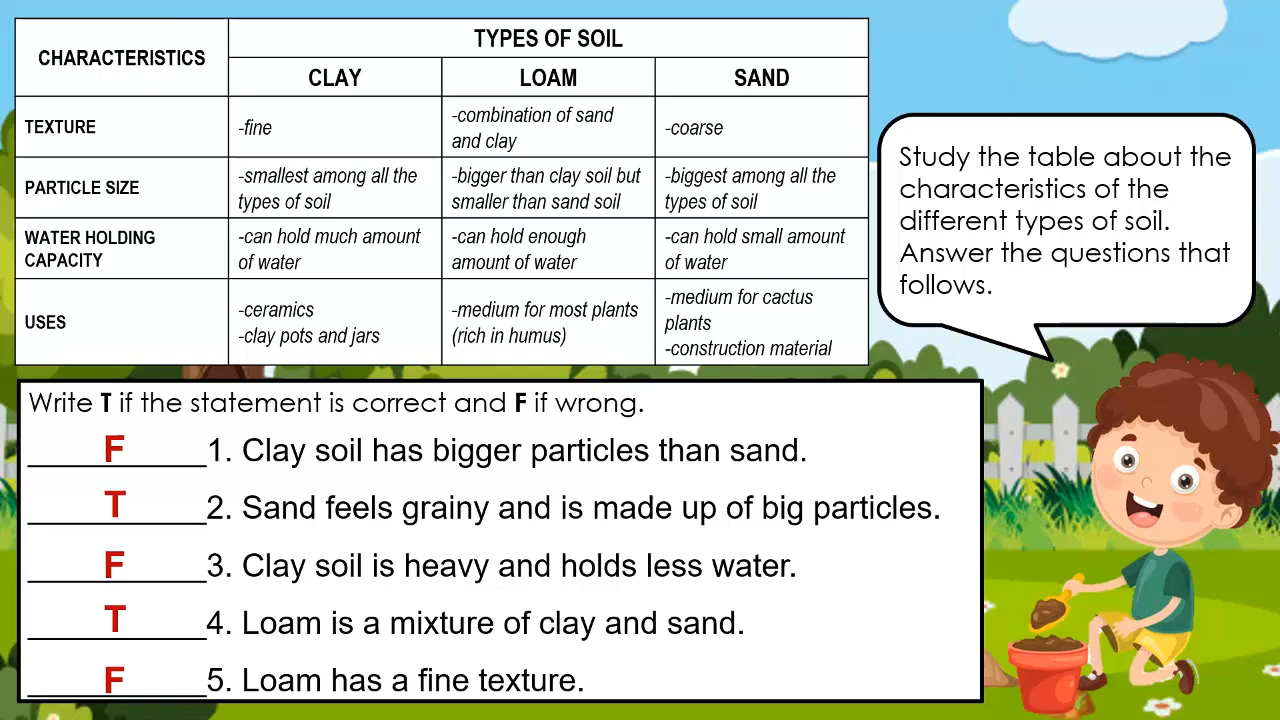 CHARACTERISTICS
TYPES OF SOIL
CLAY
LOAM
SAND
TEXTURE
-fine
-combination of sand
and clay
-coarse
PARTICLE SIZE
-smallest among all the
types of soil
-bigger than clay soil but
smaller than sand soil
-biggest among all the
types of soil
WATER HOLDING
CAPACITY
-can hold much amount
of water
-can hold enough
amount of water
-can hold small amount
of water
USES
-ceramics
-clay pots and jars
-medium for most plants
(rich in humus)
-medium for cactus
plants
-construction material
Study the table about the
characteristics of the
different types of soil.
Answer the questions that
follows.
Write T if the statement is correct and F if wrong.
F 1. Clay soil has bigger particles than sand.
T 2. Sand feels grainy and is made up of big particles.
F 3. Clay soil is heavy and holds less water.
T 4. Loam is a mixture of clay and sand.
F 5. Loam has a fine texture.